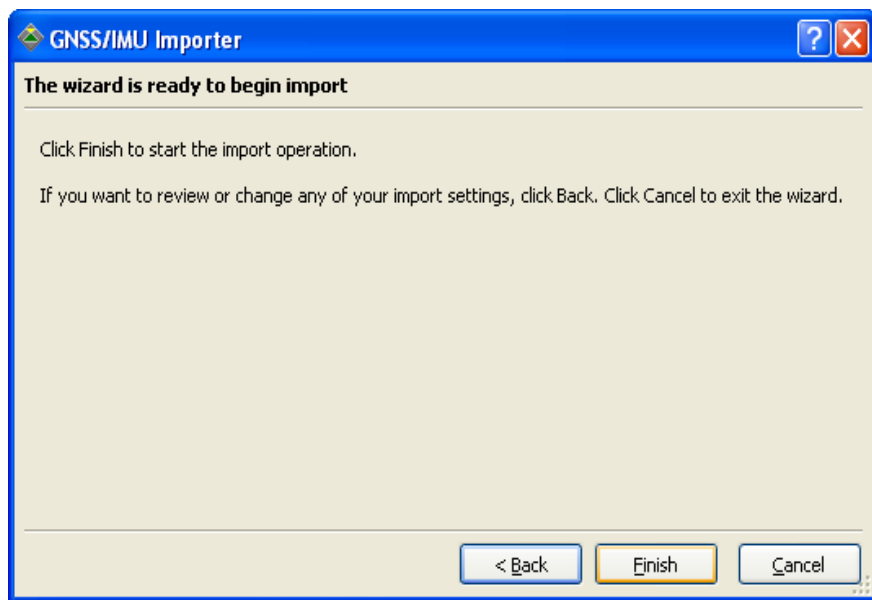 GNSS/IMU Importer
The wizard is ready to begin import
Click Finish to start the import operation.
If you want to review or change any of your import settings, click Back. Click Cancel to exit the wizard.
< Back Finish Cancel